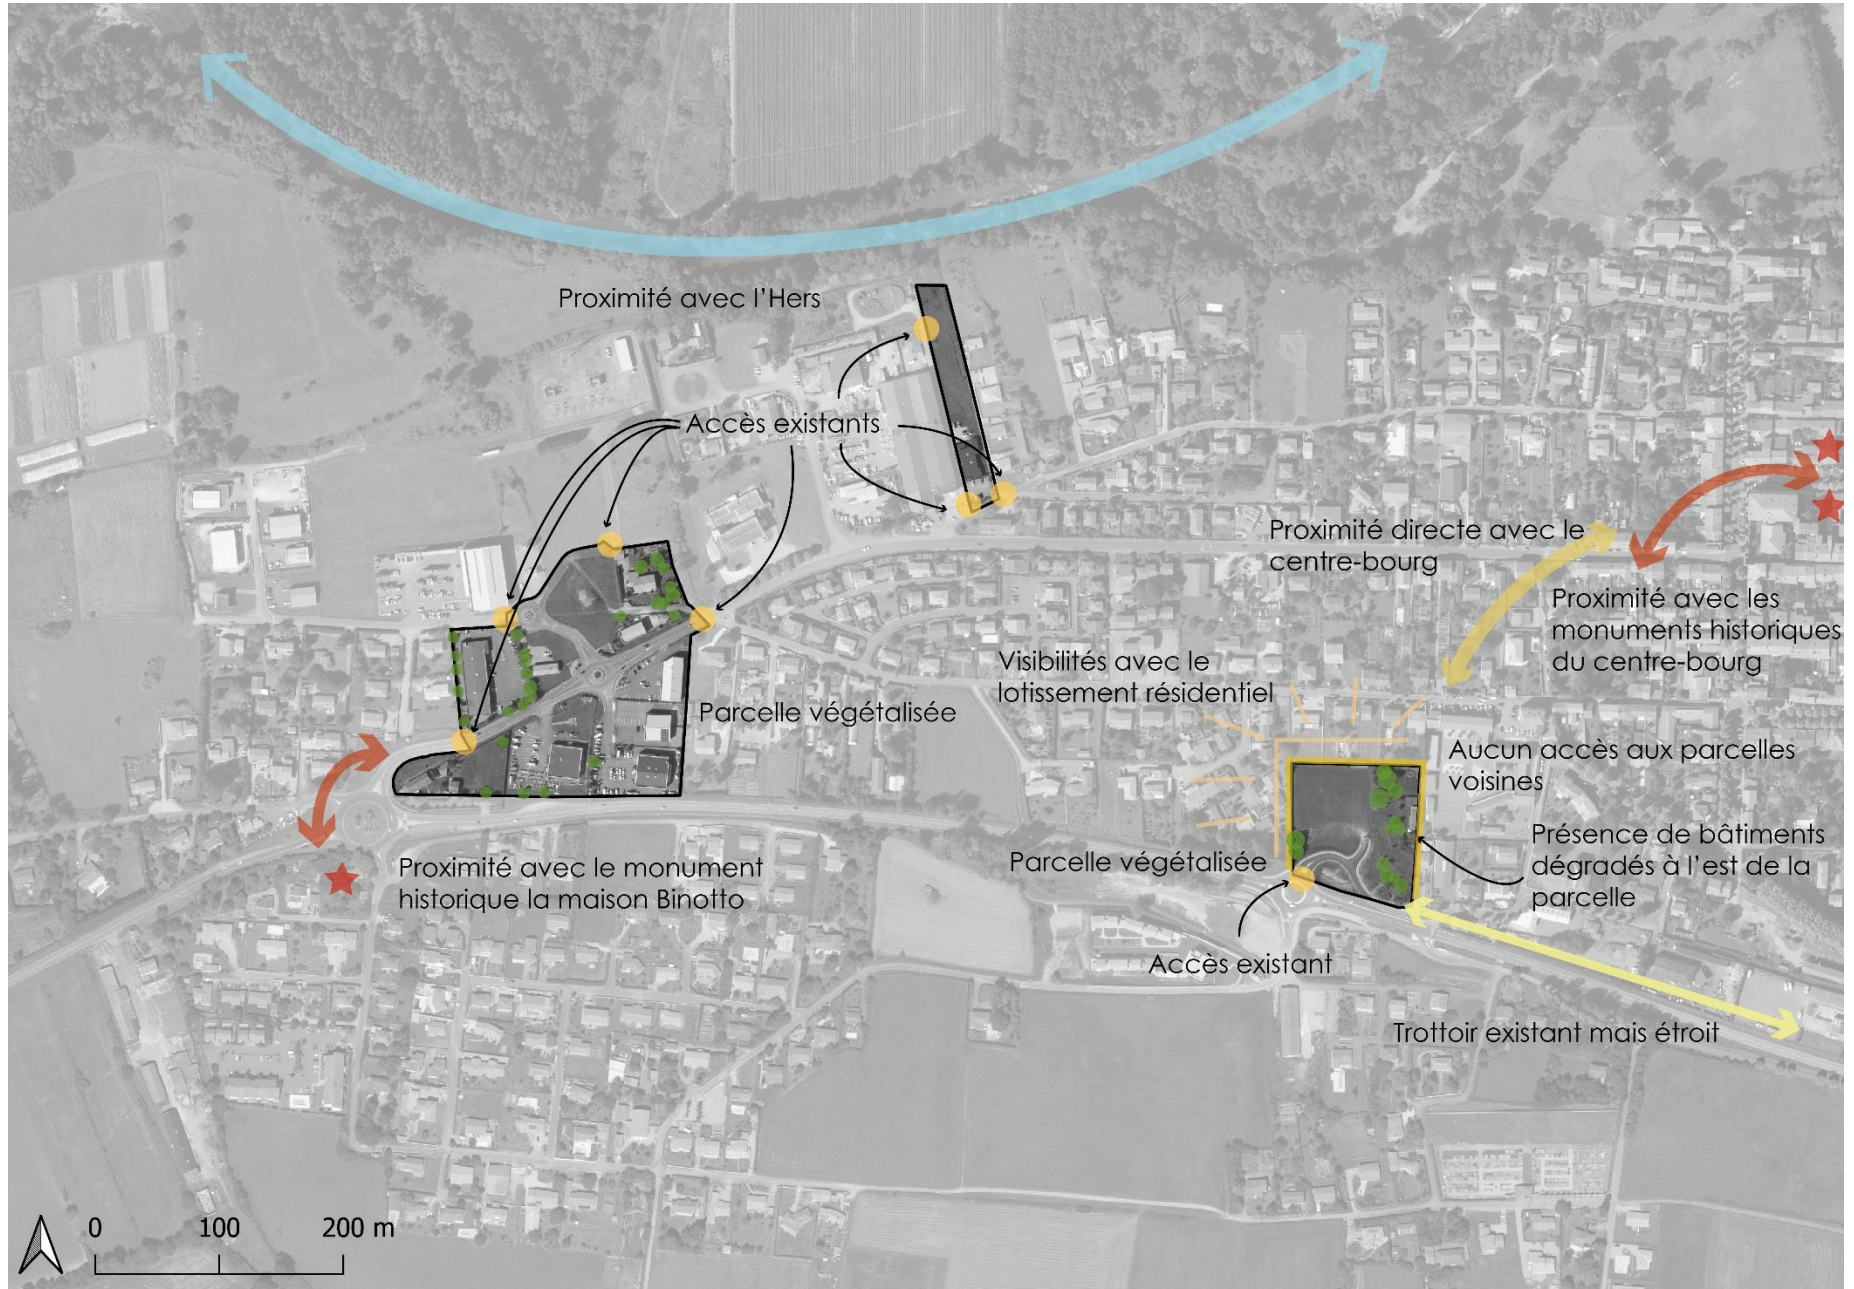 Proximité avec l'Hers
Accès existants
Proximité directe avec le
centre-bourg
Proximité avec les
monuments historiques
du centre-bourg
Visibilités avec le
lotissement résidentiel
Parcelle végétalisée
Aucun accès aux parcelles
voisines
Présence de bâtiments
dégradés à l'est de la
parcelle
Parcelle végétalisée
Proximité avec le monument
historique la maison Binotto
Accès existant
Trottoir existant mais étroit
0 100 200 m